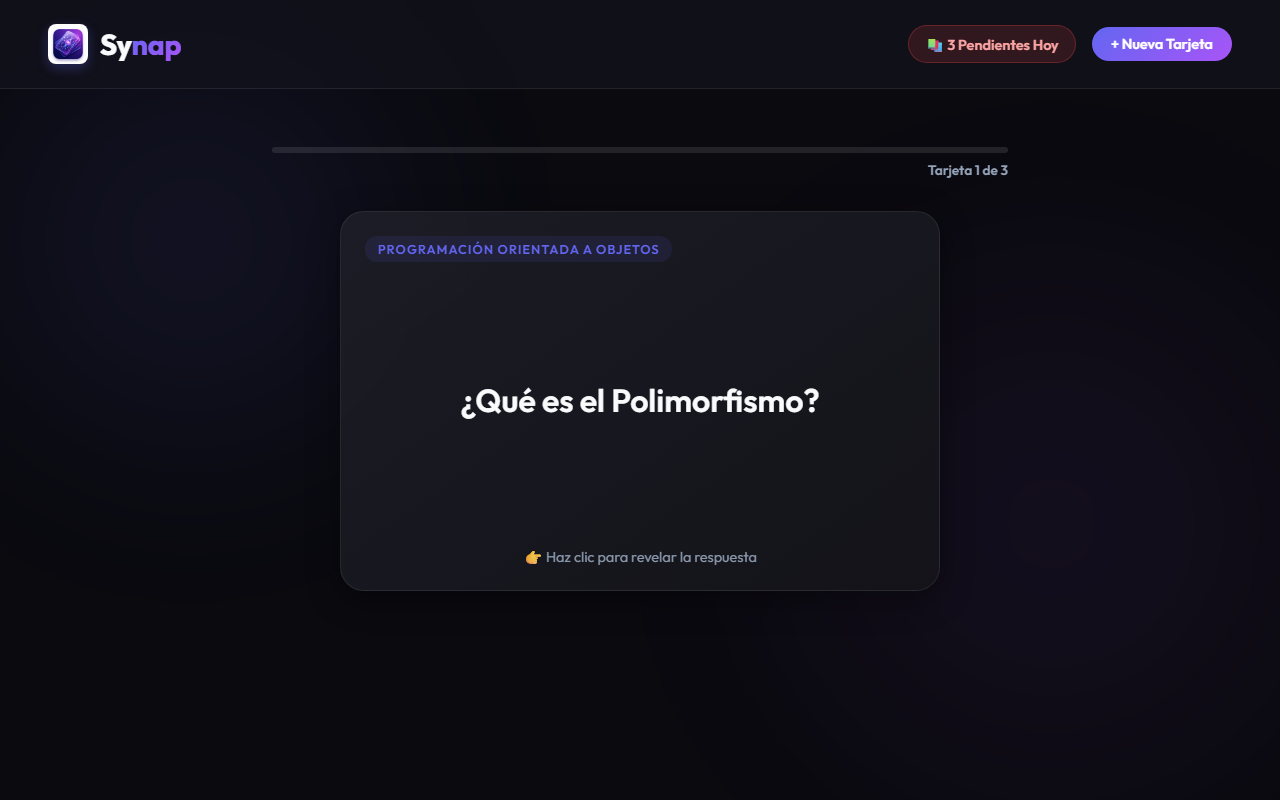 Synap
📚 3 Pendientes Hoy
+ Nueva Tarjeta
Tarjeta 1 de 3
PROGRAMACIÓN ORIENTADA A OBJETOS
¿Qué es el Polimorfismo?
👉 Haz clic para revelar la respuesta